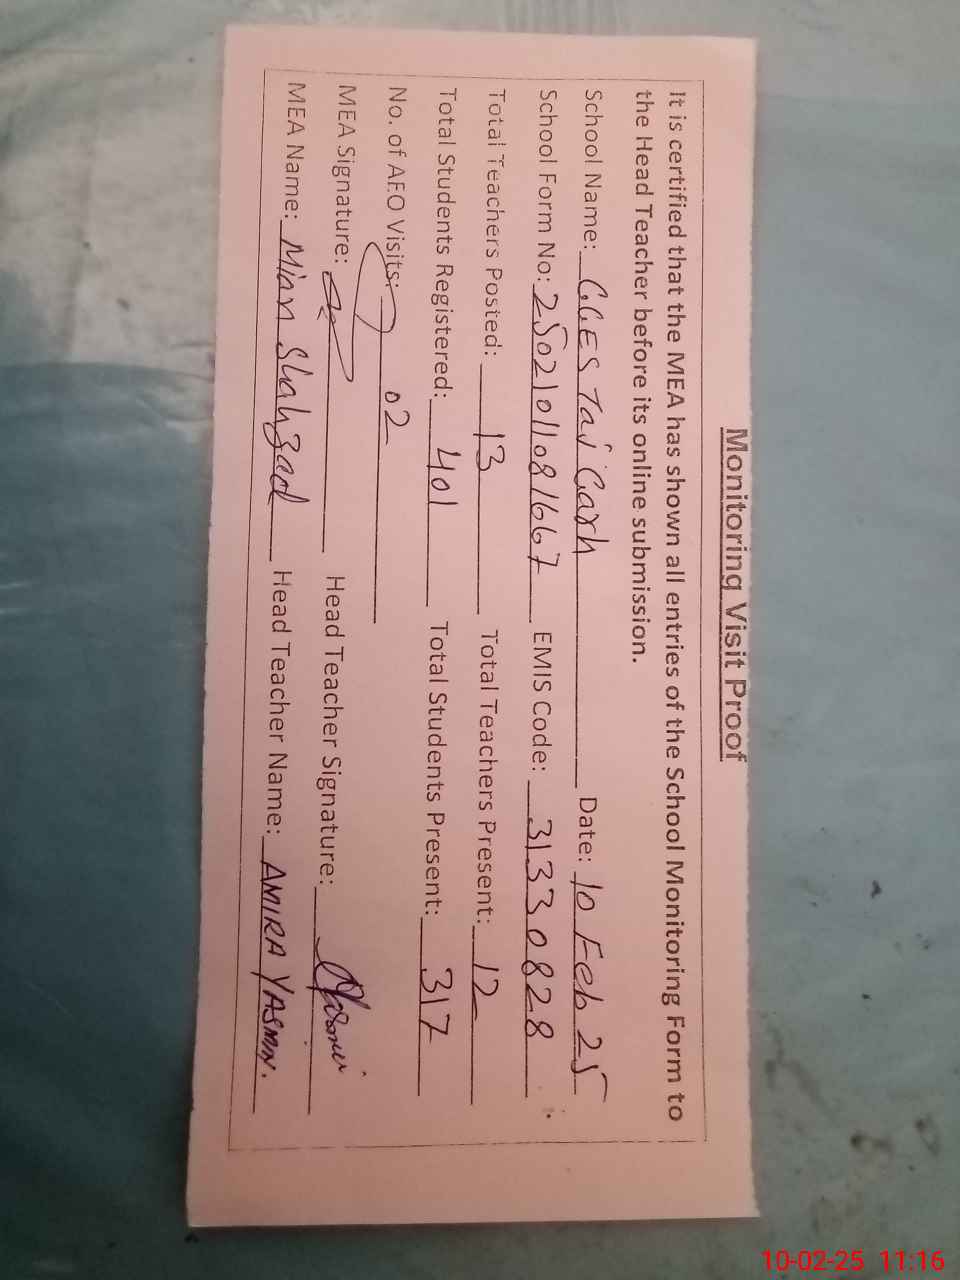 Monitoring Visit Proof
It is certified that the MEA has shown all entries of the School Monitoring Form to
the Head Teacher before its online submission.
School Name: GGES Taj Garh Date: 10 Feb 25
School Form No: 2502101108/1667 EMIS Code: 31330828
Total Teachers Posted: 13 Total Teachers Present: 12
Total Students Registered: 401 Total Students Present: 317
No. of AEO Visits: 02
MEA Signature: Head Teacher Signature:
MEA Name: Mian Shahzad Head Teacher Name: AMIRA YASMIN.
10-02-25 11:16